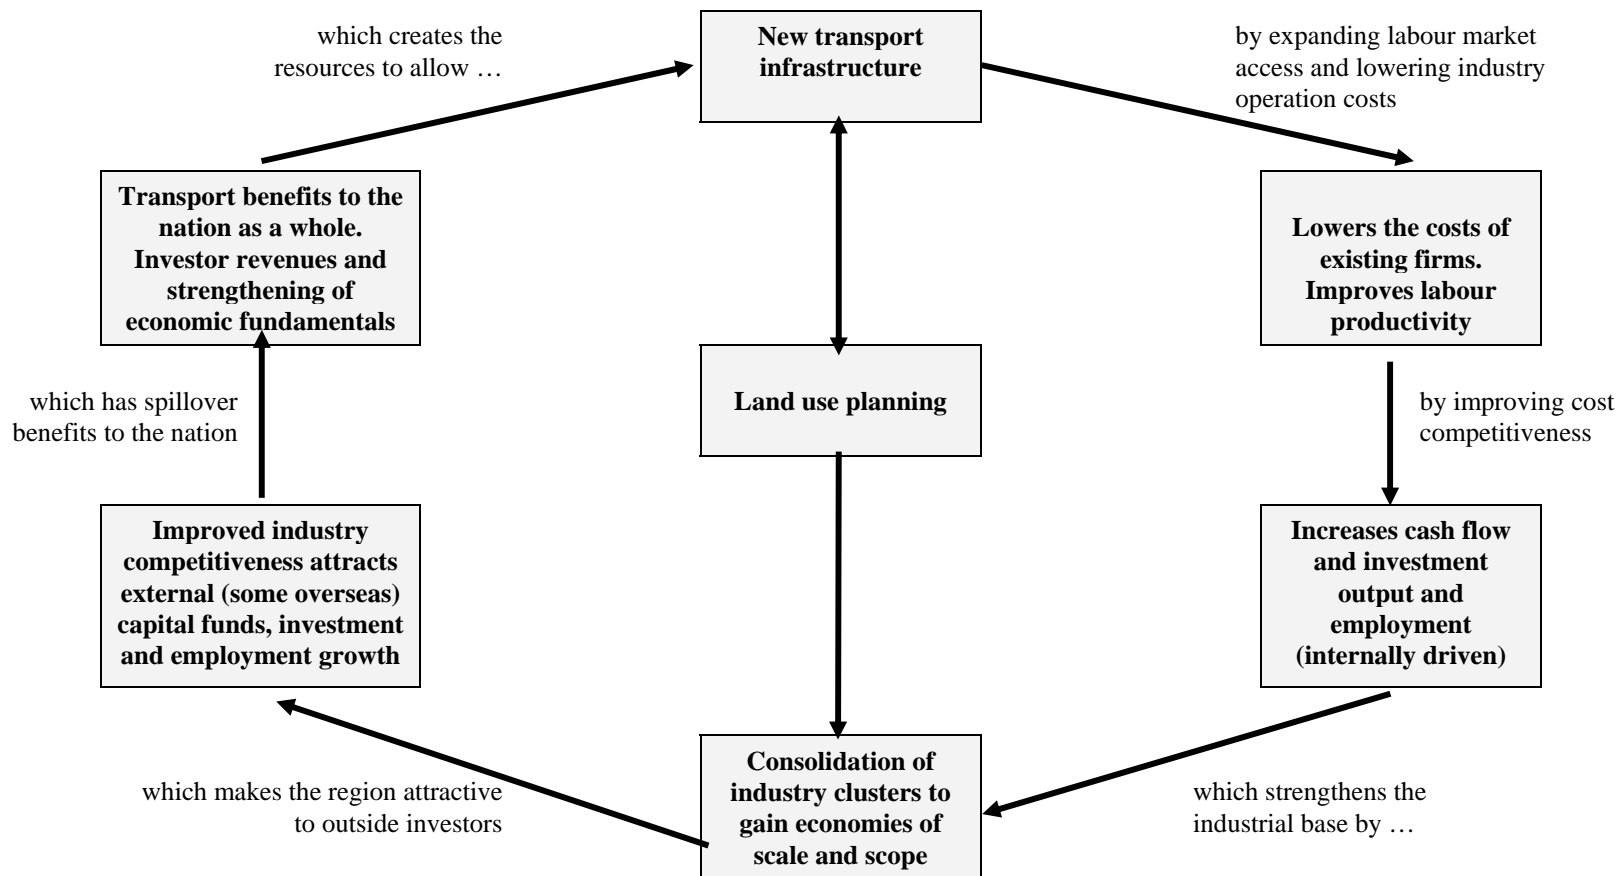 which creates the
resources to allow …
New transport
infrastructure
by expanding labour market
access and lowering industry
operation costs
Transport benefits to the
nation as a whole.
Investor revenues and
strengthening of
economic fundamentals
Lowers the costs of
existing firms.
Improves labour
productivity
which has spillover
benefits to the nation
Land use planning
by improving cost
competitiveness
Improved industry
competitiveness attracts
external (some overseas)
capital funds, investment
and employment growth
Increases cash flow
and investment
output and
employment
(internally driven)
which makes the region attractive
to outside investors
Consolidation of
industry clusters to
gain economies of
scale and scope
which strengthens the
industrial base by …